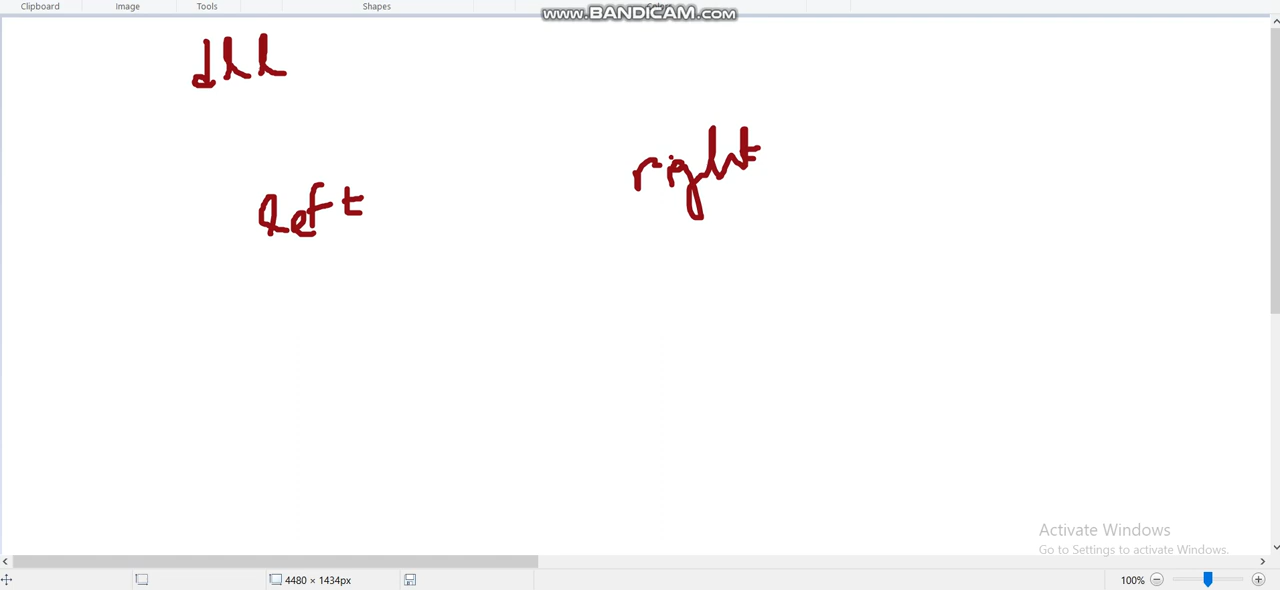 Clipboard Image Tools Shapes
WWW.BANDICAM.COM
dll
right
left
Activate Windows
Go to Settings to activate Windows.
4480 × 1434px 100%